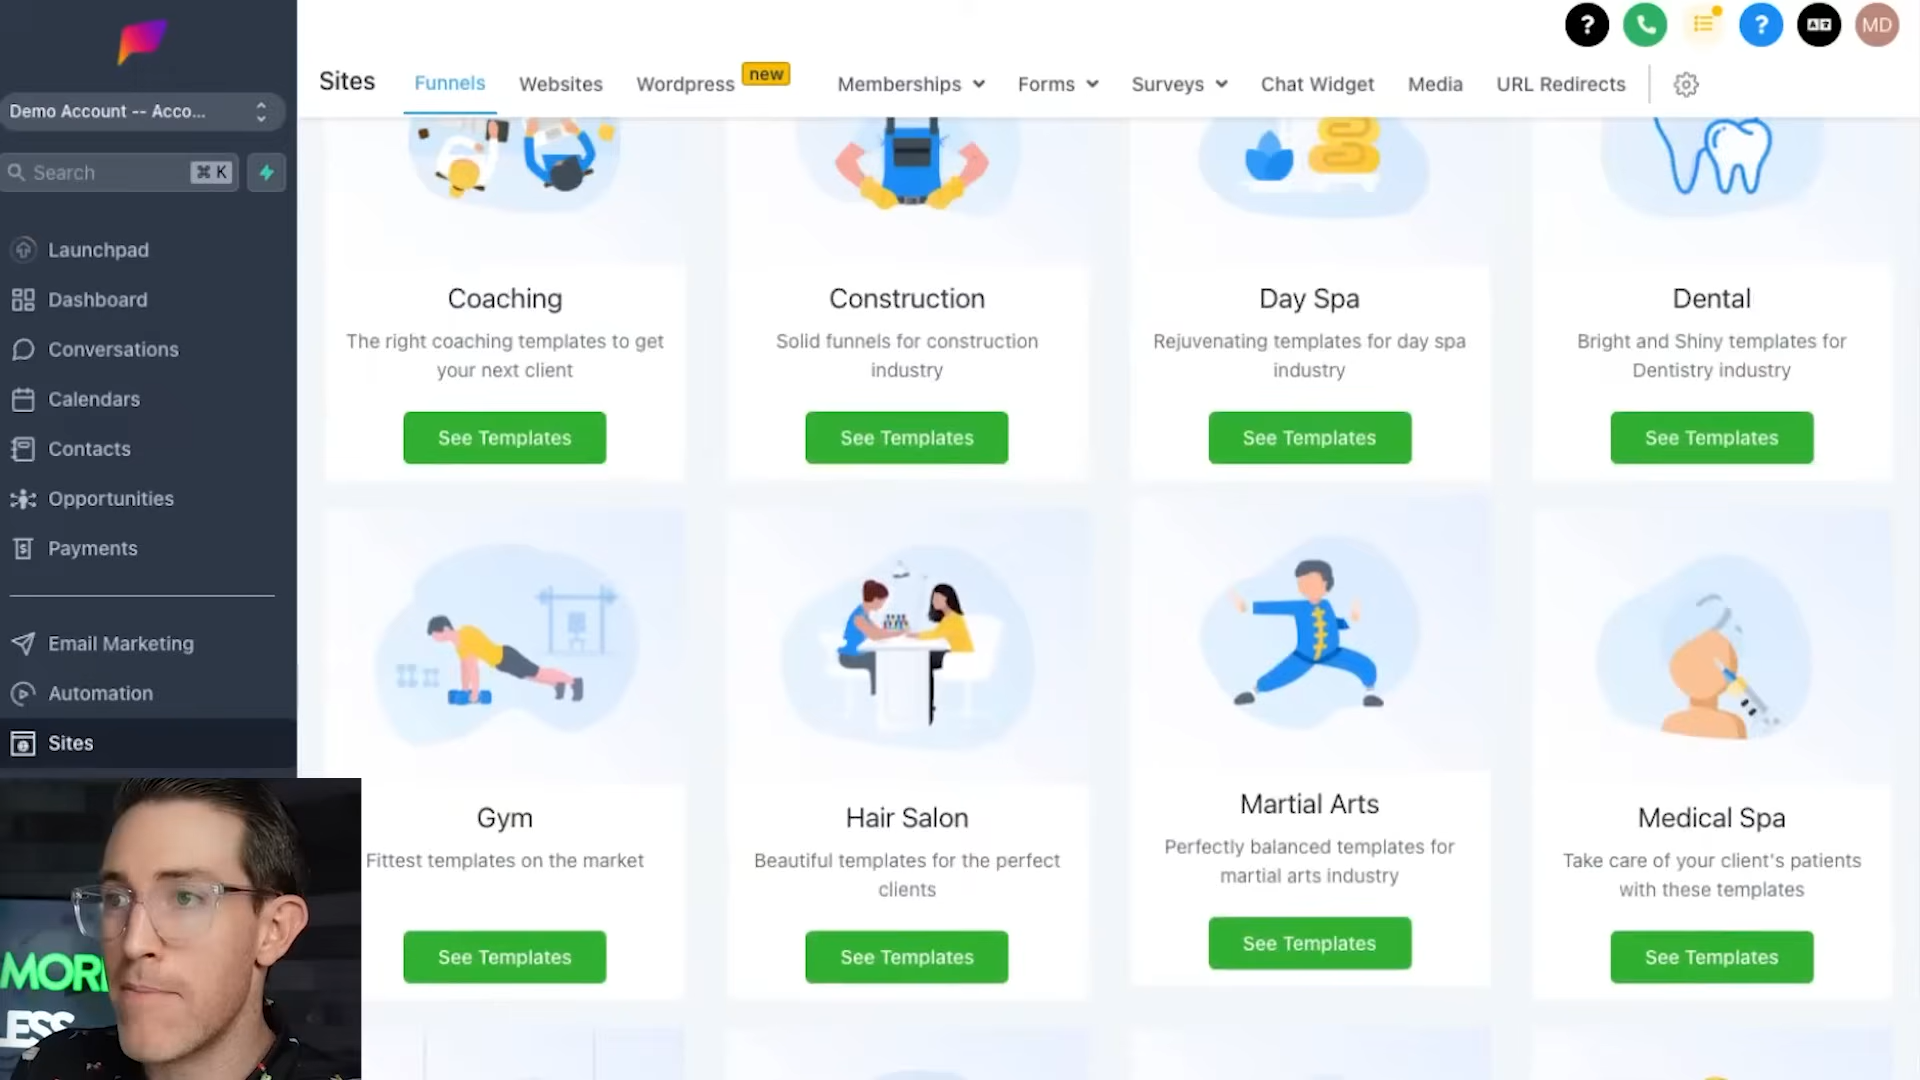 MD
Sites
Funnels
Websites
Wordpress
new
Memberships
Forms
Surveys
Chat Widget
Media
URL Redirects
Demo Account -- Acco...
Search
⌘ K
Launchpad
Dashboard
Conversations
Calendars
Contacts
Opportunities
Payments
Email Marketing
Automation
Sites
Coaching
The right coaching templates to get
your next client
See Templates
Construction
Solid funnels for construction
industry
See Templates
Day Spa
Rejuvenating templates for day spa
industry
See Templates
Dental
Bright and Shiny templates for
Dentistry industry
See Templates
Gym
Fittest templates on the market
See Templates
Hair Salon
Beautiful templates for the perfect
clients
See Templates
Martial Arts
Perfectly balanced templates for
martial arts industry
See Templates
Medical Spa
Take care of your client's patients
with these templates
See Templates
MOR
LESS